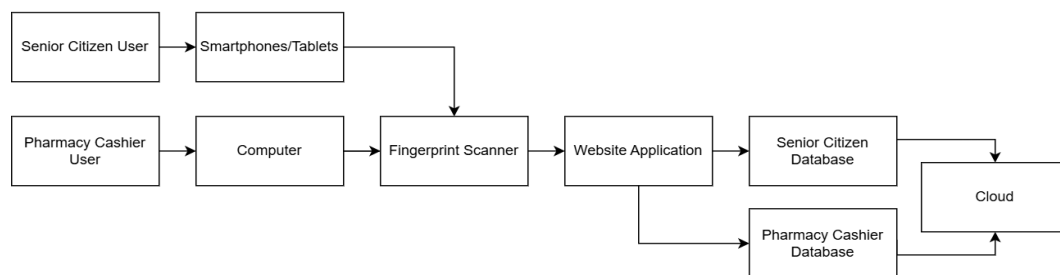 Senior Citizen User
Smartphones/Tablets
Pharmacy Cashier
User
Computer
Fingerprint Scanner
Website Application
Senior Citizen
Database
Cloud
Pharmacy Cashier
Database